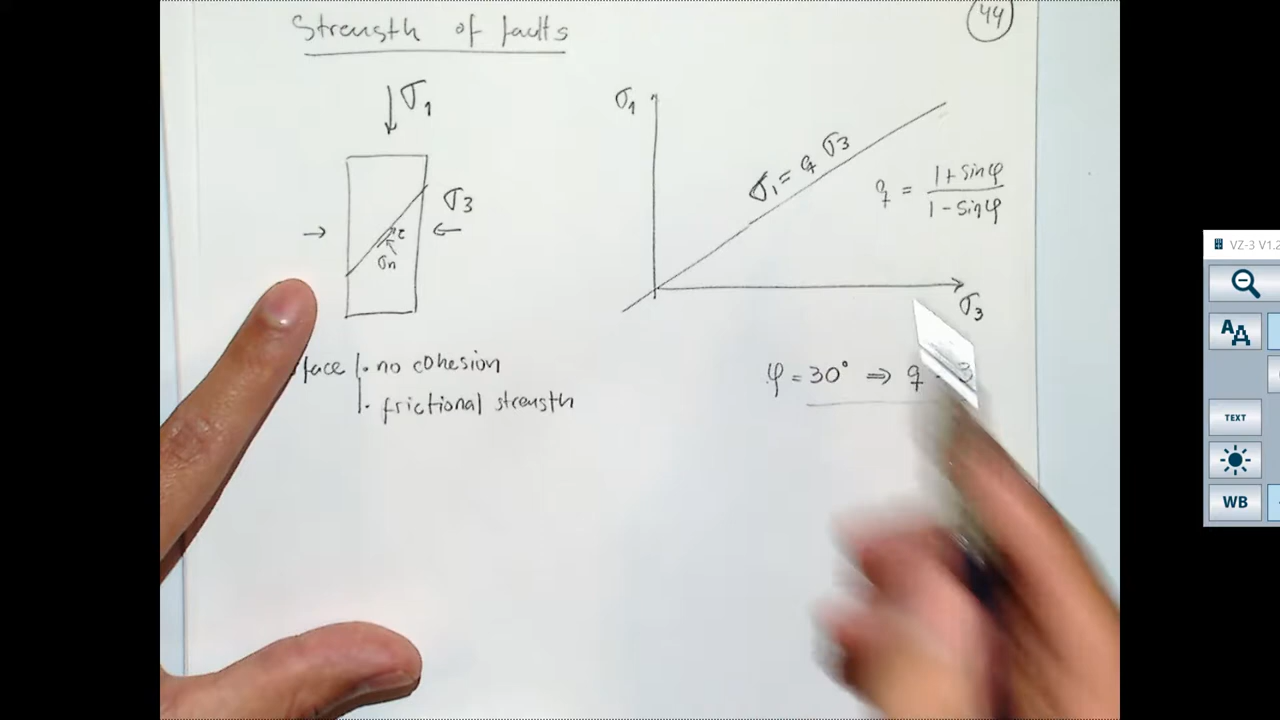 Strength of faults
44
σ1
σ3
τ
σn
σ1
σ1 = q σ3
q = 1 + sinφ / 1 - sinφ
σ3
face
· no cohesion
· frictional strength
φ = 30° ⇒ q
VZ-3 V1.2
AA
TEXT
WB